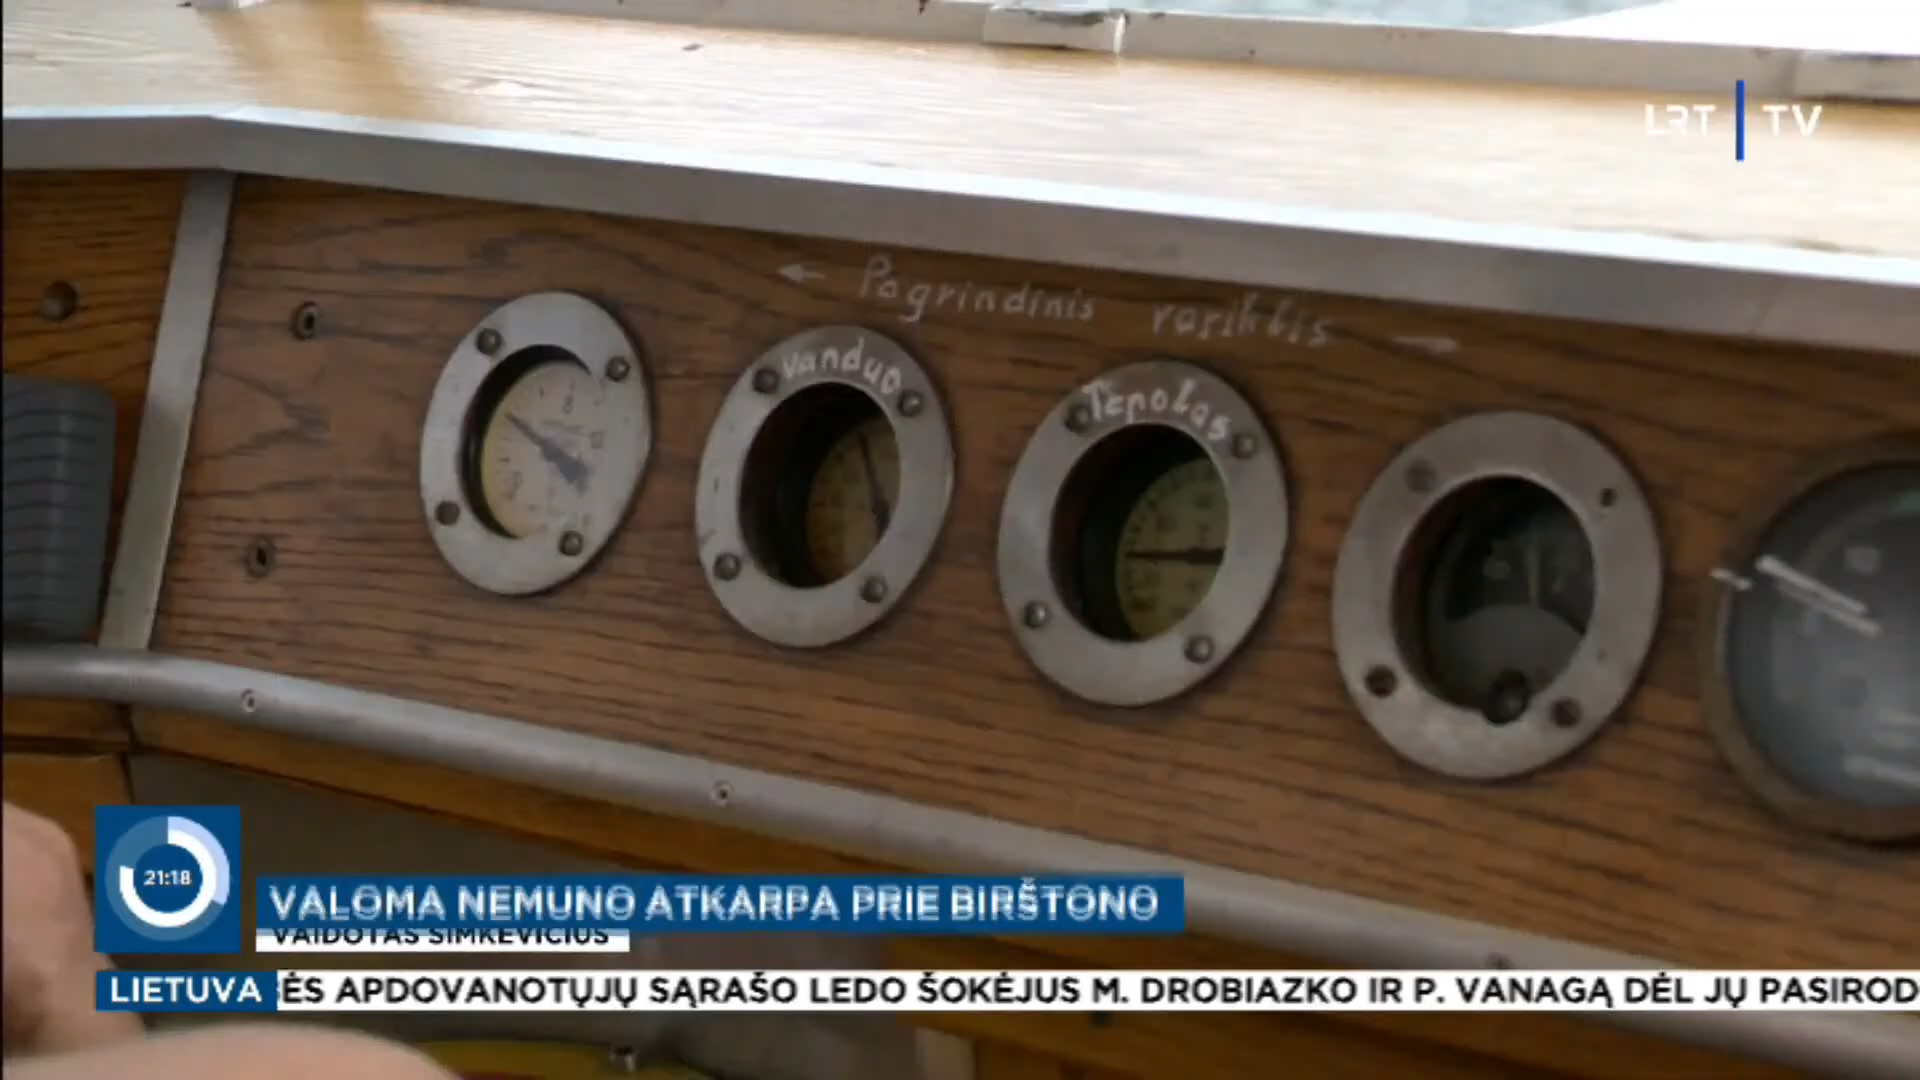 LRT TV
← Pagrindinis variklis →
Vanduo
Tepalas
21:18
VALOMA NEMUNO ATKARPA PRIE BIRŠTONO
VAIDOTAS ŠIMKEVIČIUS
LIETUVA ĖS APDOVANOTŲJŲ SĄRAŠO LEDO ŠOKĖJUS M. DROBIAZKO IR P. VANAGĄ DĖL JŲ PASIROD